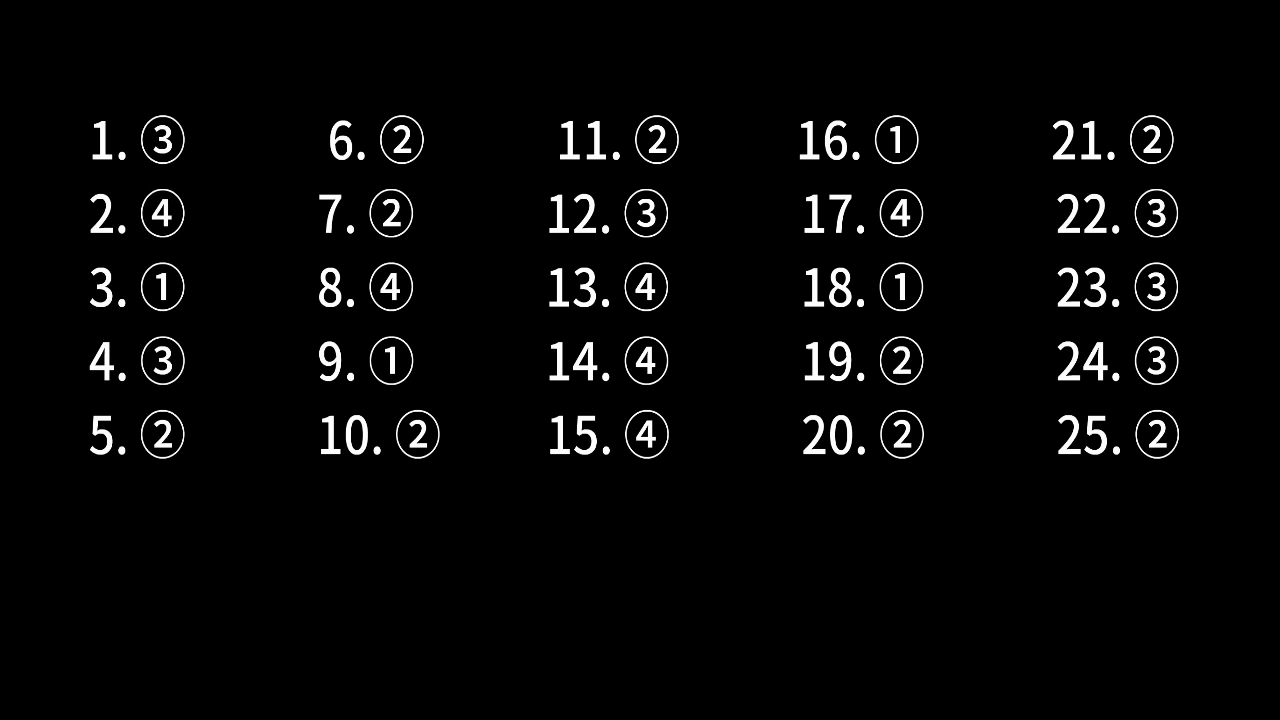 1. ③ 6. ② 11. ② 16. ① 21. ②
2. ④ 7. ② 12. ③ 17. ④ 22. ③
3. ① 8. ④ 13. ④ 18. ① 23. ③
4. ③ 9. ① 14. ④ 19. ② 24. ③
5. ② 10. ② 15. ④ 20. ② 25. ②